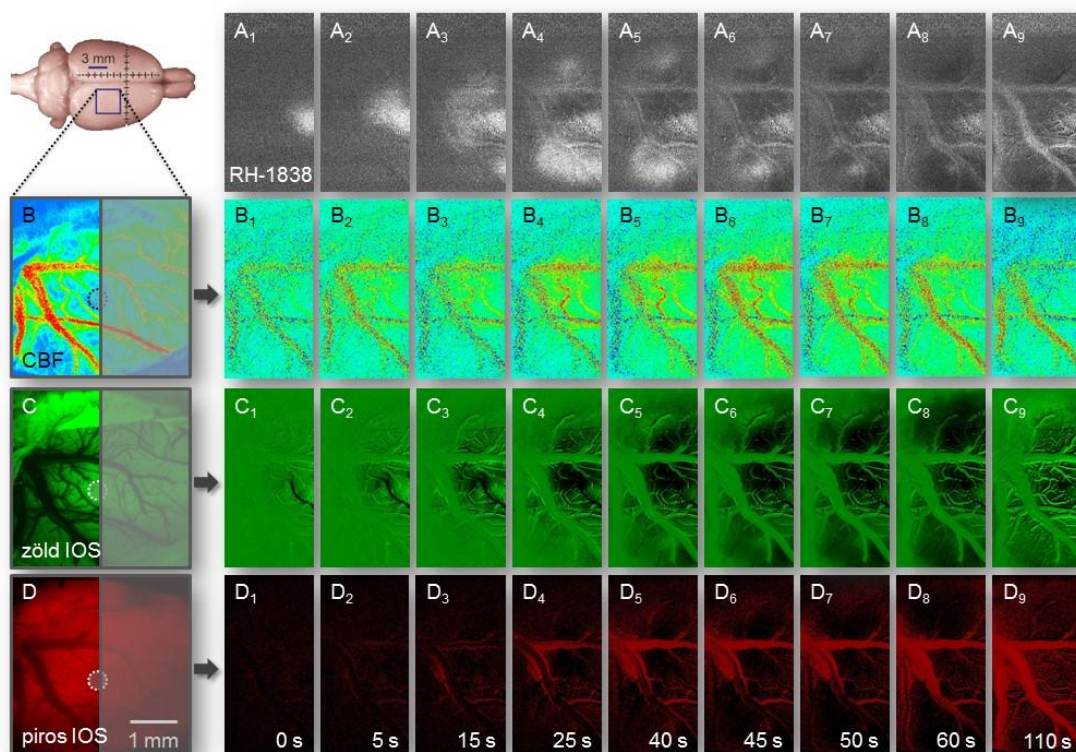 3 mm
A1 A2 A3 A4 A5 A6 A7 A8 A9
RH-1838
B B1 B2 B3 B4 B5 B6 B7 B8 B9
CBF
C C1 C2 C3 C4 C5 C6 C7 C8 C9
zöld IOS
D D1 D2 D3 D4 D5 D6 D7 D8 D9
piros IOS 1 mm 0 s 5 s 15 s 25 s 40 s 45 s 50 s 60 s 110 s